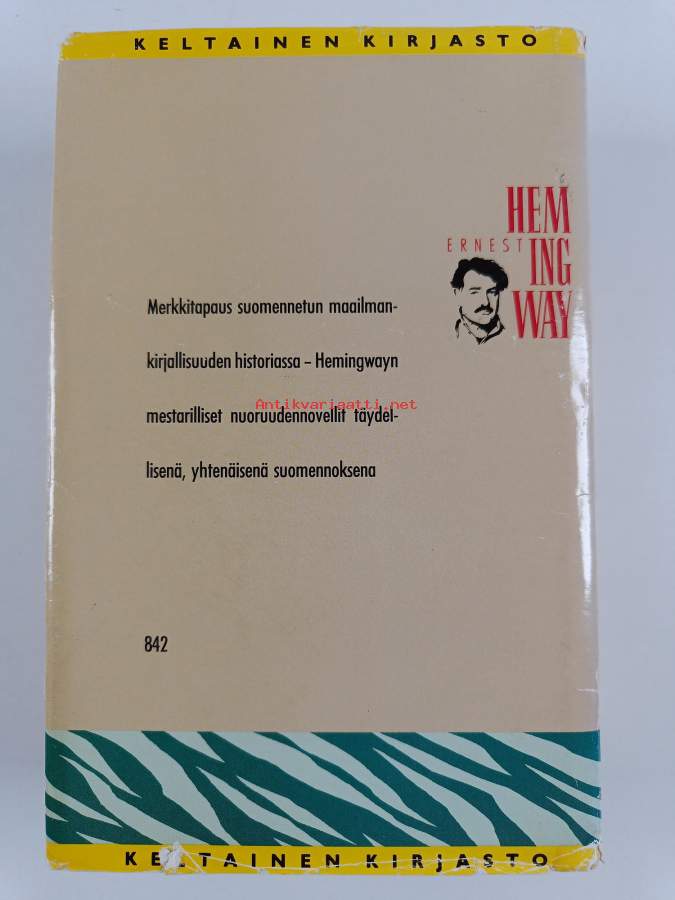 KELTAINEN KIRJASTO
HEM
ERNEST ING
WAY
Merkkitapaus suomennetun maailman-
kirjallisuuden historiassa – Hemingwayn
Antikvariaatti.net
mestarilliset nuoruudennovellit täydel-
lisenä, yhtenäisenä suomennoksena
842
KELTAINEN KIRJASTO